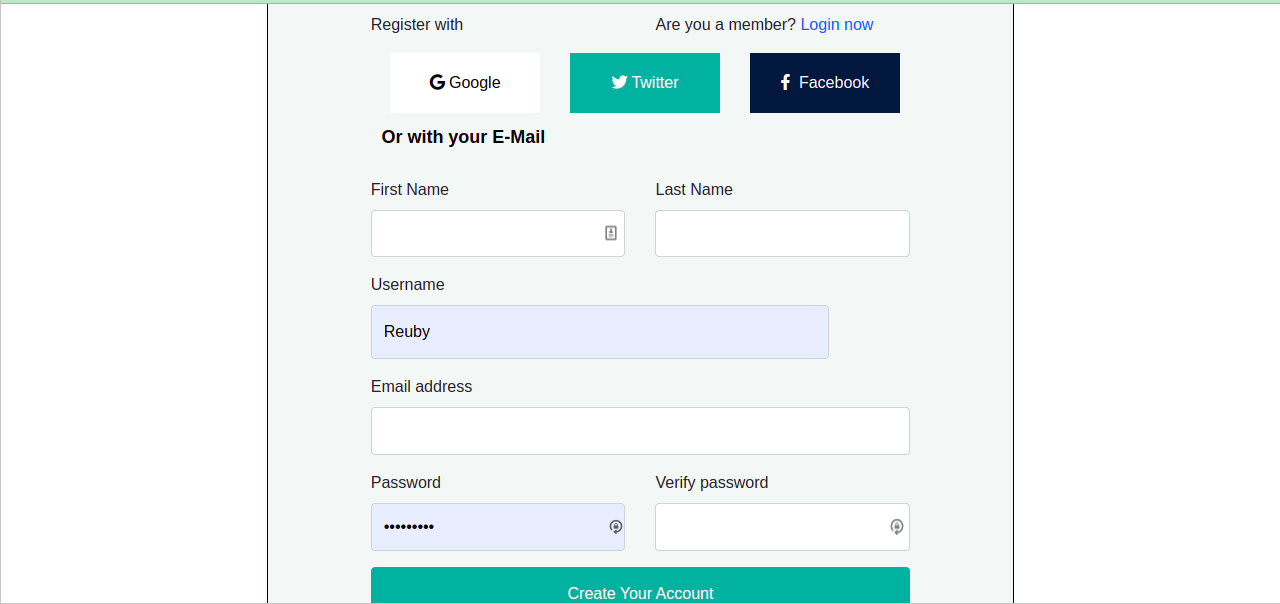 Register with
Are you a member? Login now
Google
Twitter
Facebook
Or with your E-Mail
First Name
Last Name
Username
Reuby
Email address
Password
Verify password
•••••••••
Create Your Account